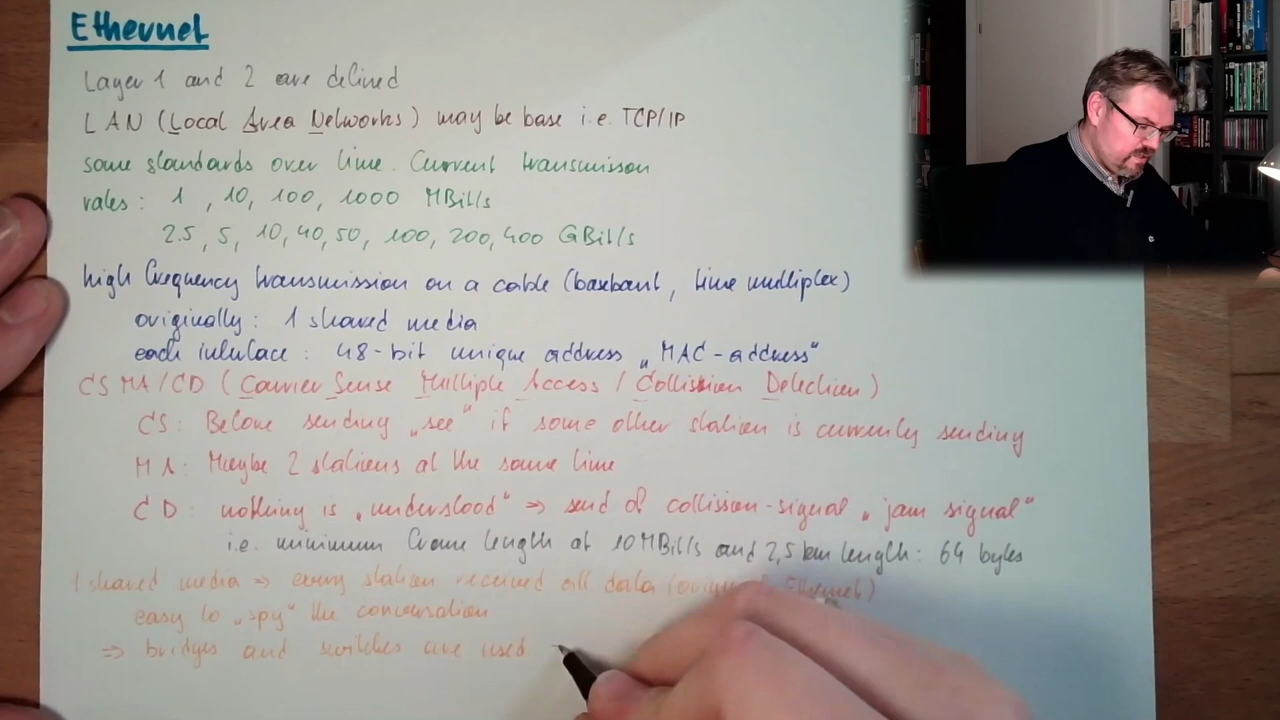 Ethernet
Layer 1 and 2 are defined
LAN (Local Area Networks) may be base i.e. TCP/IP
some standards over time. Current transmisson
rates: 1, 10, 100, 1000 MBit/s
2.5, 5, 10, 40, 50, 100, 200, 400 GBit/s
high frequency transmission on a cable (baseband, time multiplex)
originally: 1 shared media
each interface: 48-bit unique address „MAC-address"
CSMA/CD (Carrier Sense Multiple Access / Collision Detection)
CS: Before sending „see" if some other station is currently sending
MA: Maybe 2 stations at the same time
CD: nothing is „understood" ⇒ send of collision-signal „jam signal"
i.e. minimum frame length at 10MBit/s and 2,5 km length: 64 bytes
1 shared media ⇒ every station received all data (original Ethernet)
easy to „spy" the conversation
⇒ bridges and switches are used